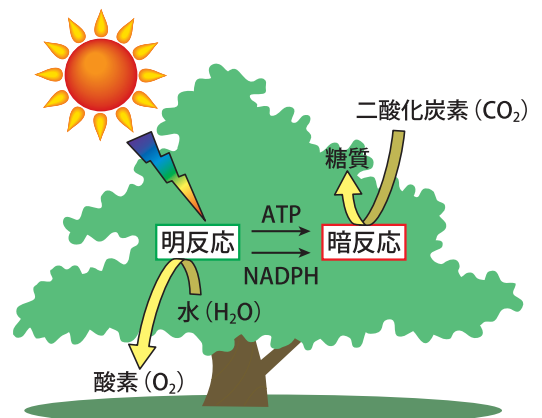 二酸化炭素（CO₂）
糖質
ATP
明反応
暗反応
NADPH
水（H₂O）
酸素（O₂）